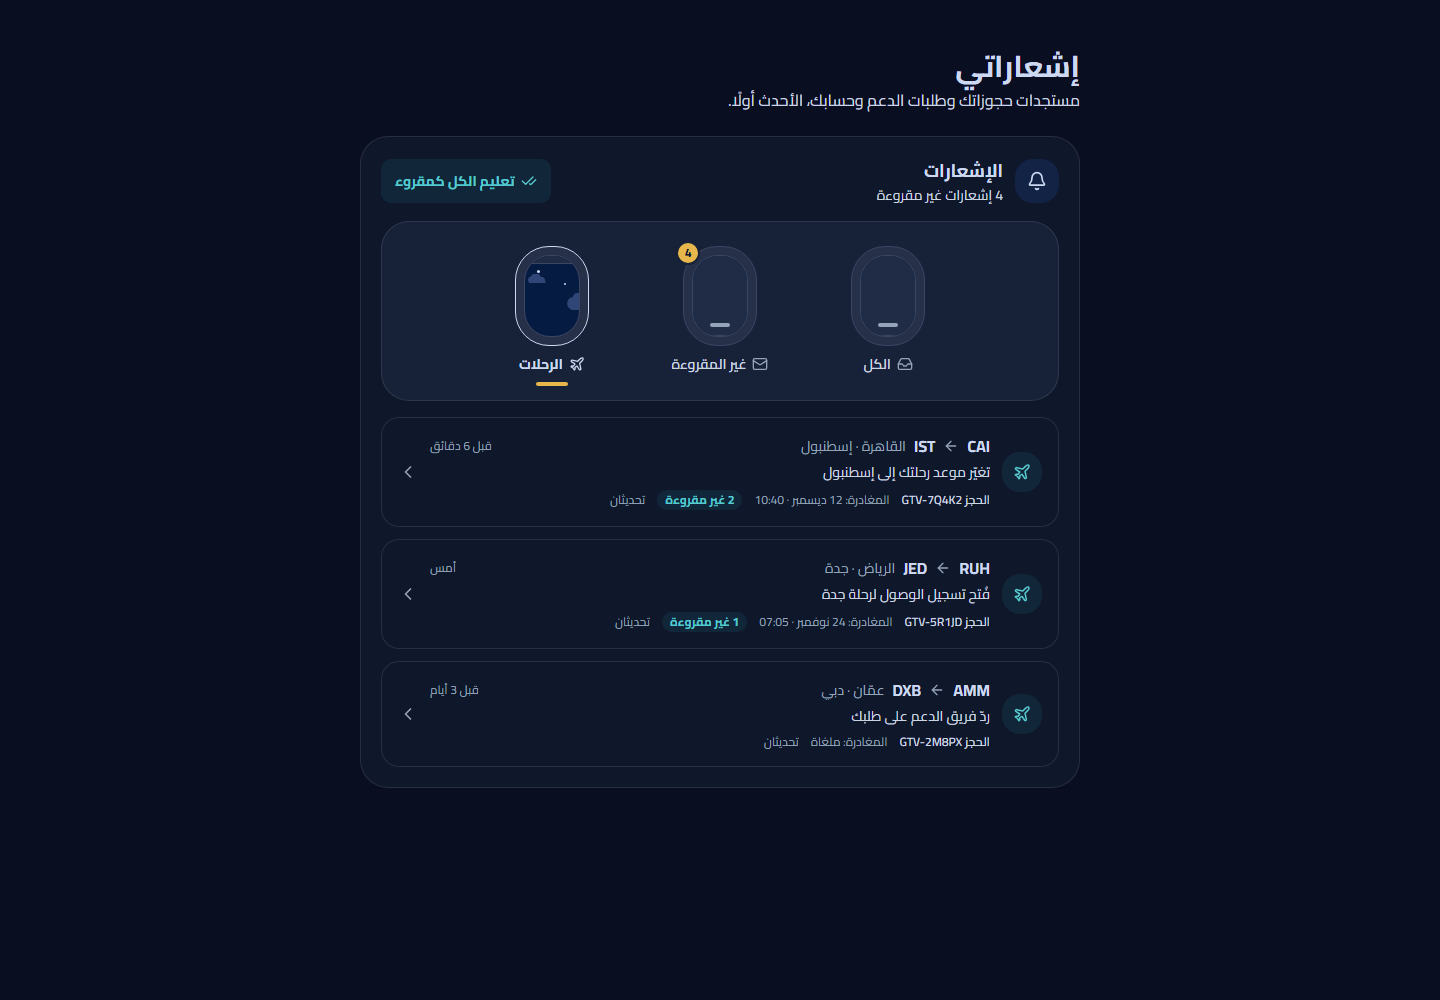 إشعاراتي
مستجدات حجوزاتك وطلبات الدعم وحسابك، الأحدث أولًا.
الإشعارات
4 إشعارات غير مقروءة
تعليم الكل كمقروء
الكل
4
غير المقروءة
الرحلات
CAI ← IST القاهرة · إسطنبول
قبل 6 دقائق
تغيّر موعد رحلتك إلى إسطنبول
الحجز GTV-7Q4K2 المغادرة: 12 ديسمبر · 10:40 2 غير مقروءة تحديثان
RUH ← JED الرياض · جدة
أمس
فُتح تسجيل الوصول لرحلة جدة
الحجز GTV-5R1JD المغادرة: 24 نوفمبر · 07:05 1 غير مقروءة تحديثان
AMM ← DXB عمّان · دبي
قبل 3 أيام
ردّ فريق الدعم على طلبك
الحجز GTV-2M8PX المغادرة: ملغاة تحديثان